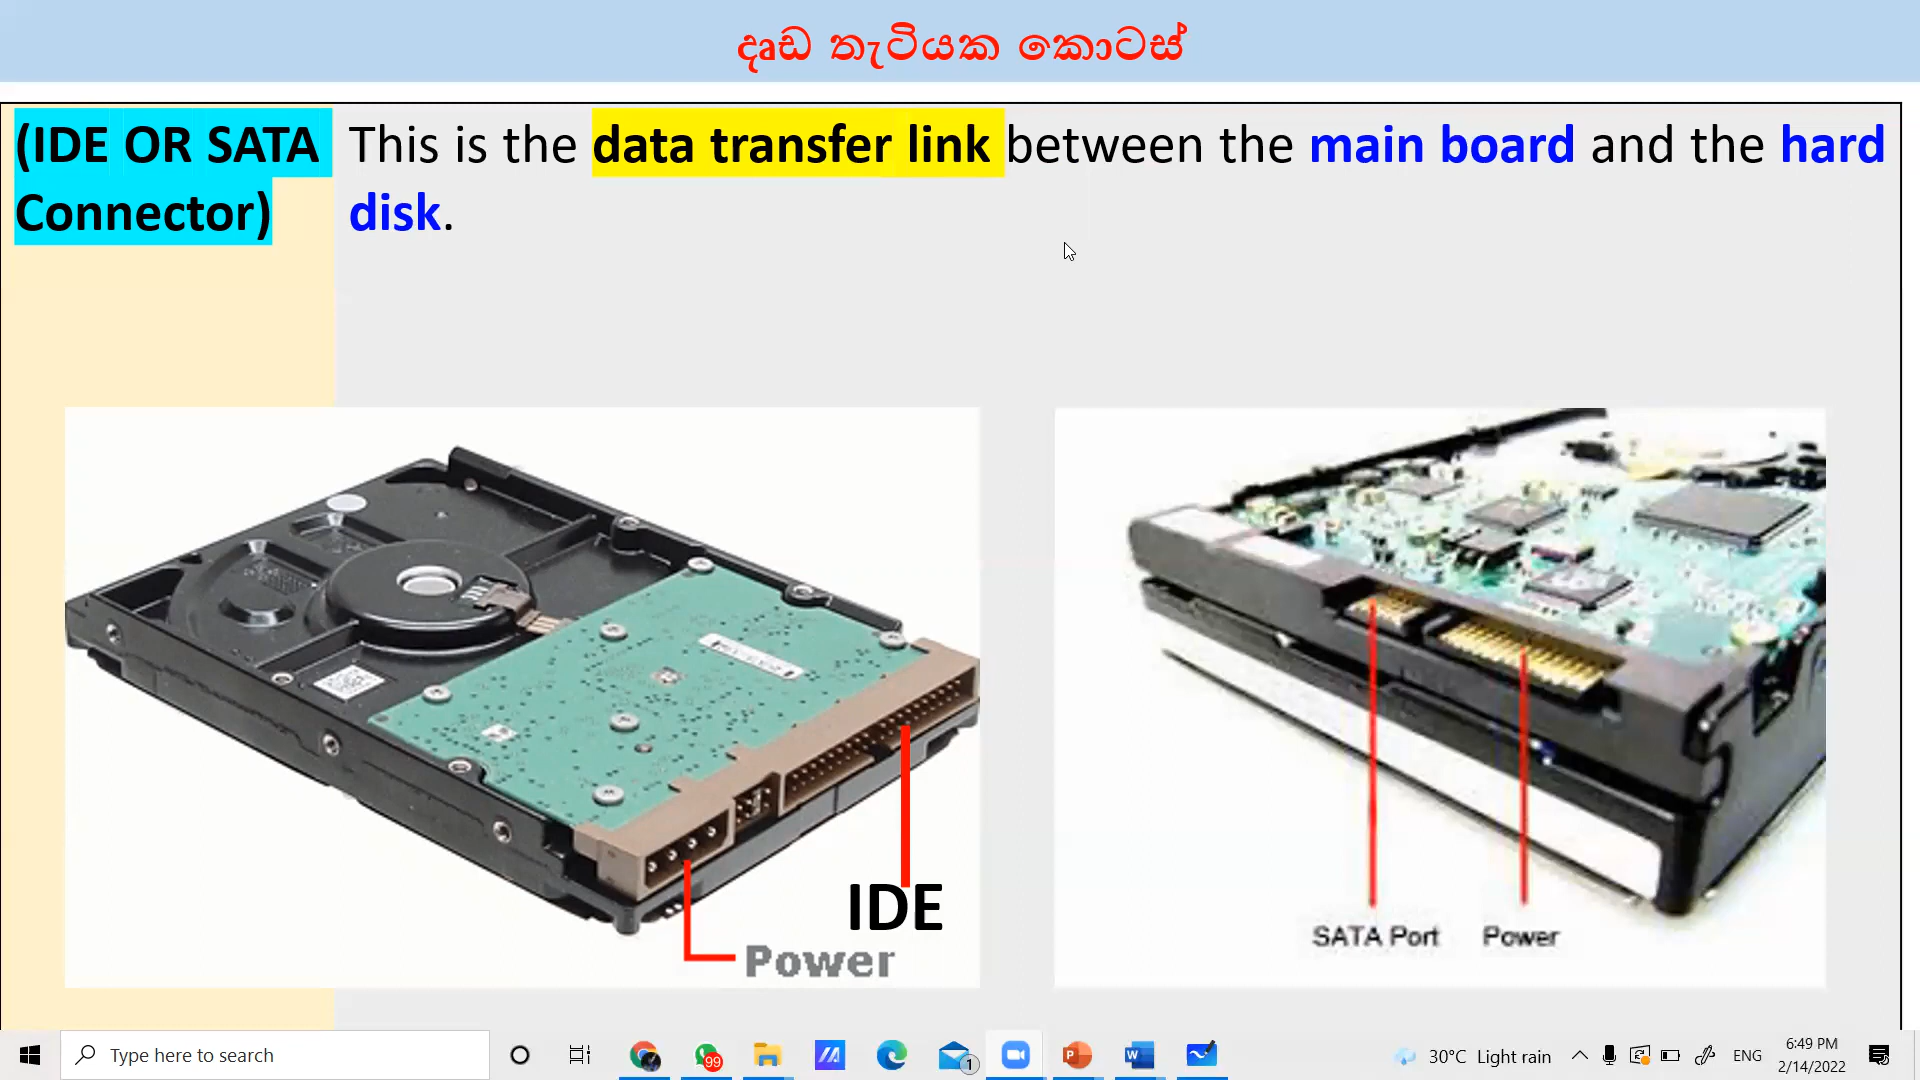 දෘඩ තැටියක කොටස්
(IDE OR SATA
Connector)
This is the data transfer link between the main board and the hard
disk.
IDE
Power
SATA Port
Power
Type here to search
99
1
30°C Light rain
ENG
6:49 PM
2/14/2022